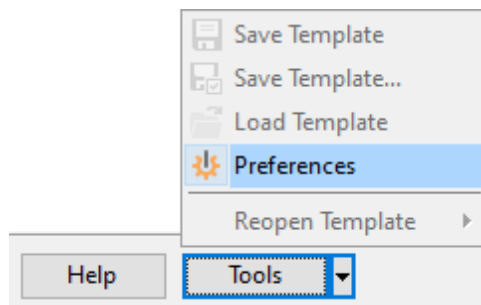 Save Template
Save Template...
Load Template
Preferences
Reopen Template
Help
Tools